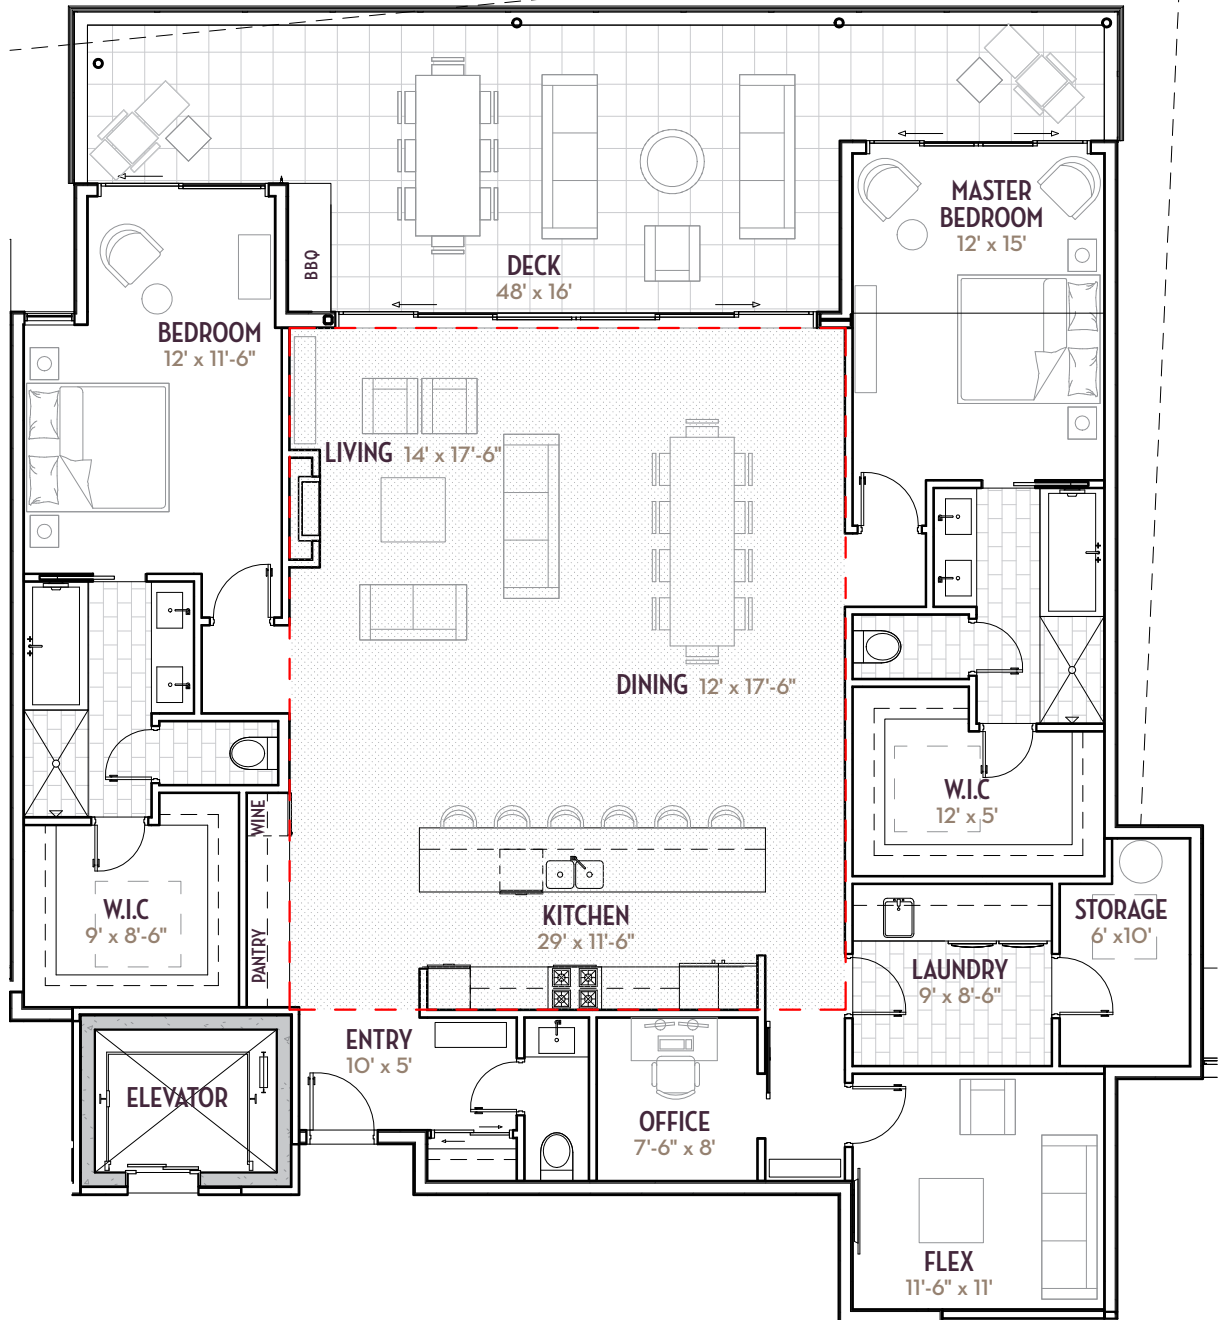 MASTER
BEDROOM
12' x 15'
BBQ
DECK
48' x 16'
BEDROOM
12' x 11'-6"
LIVING 14' x 17'-6"
DINING 12' x 17'-6"
W.I.C
12' x 5'
WINE
W.I.C
9' x 8'-6"
PANTRY
KITCHEN
29' x 11'-6"
STORAGE
6' x10'
LAUNDRY
9' x 8'-6"
ENTRY
10' x 5'
ELEVATOR
OFFICE
7'-6" x 8'
FLEX
11'-6" x 11'